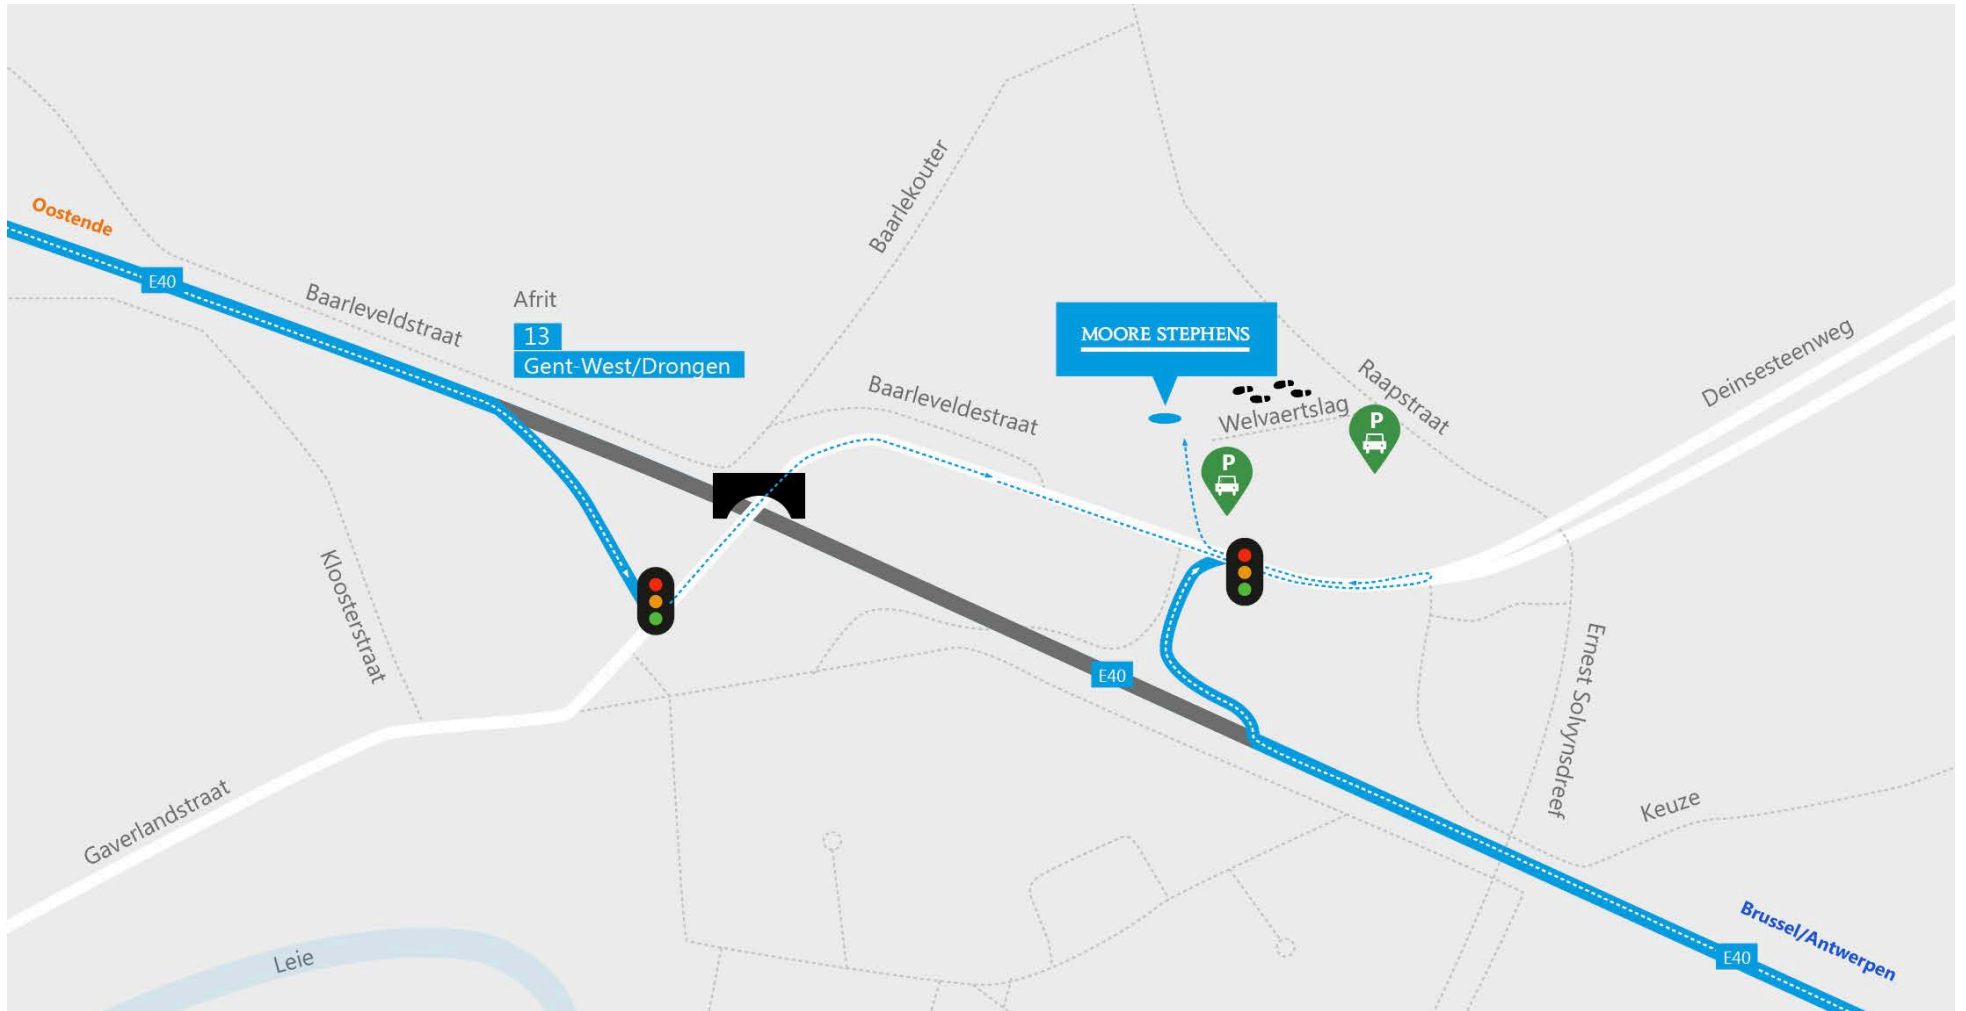 Oostende
E40
Baarleveldstraat
Afrit
13
Gent-West/Drongen
Baarlekouter
MOORE STEPHENS
Baarleveldestraat
Welvaertslag
Raapstraat
Deinsesteenweg
P
P
Kloosterstraat
E40
Ernest Solvynsdreef
Gaverlandstraat
Keuze
Leie
Brussel/Antwerpen
E40